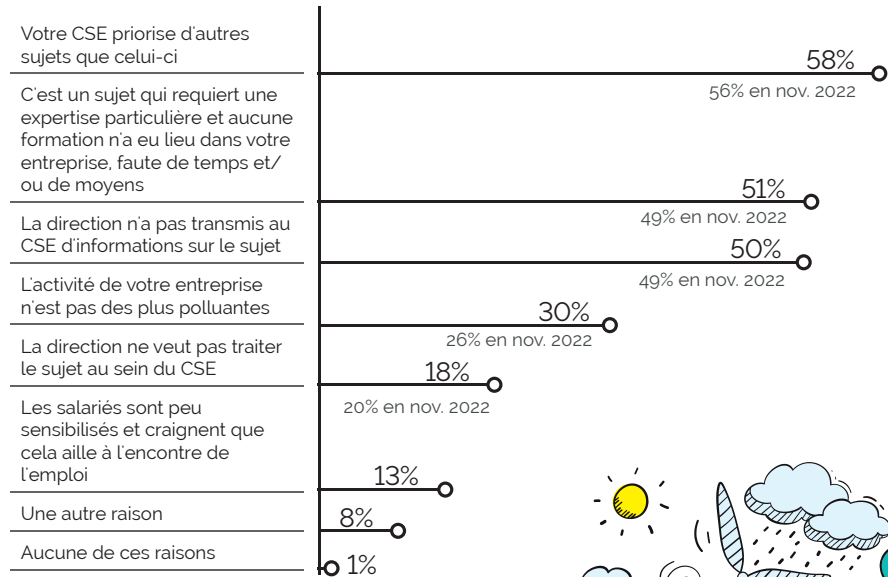 Votre CSE priorise d'autres
sujets que celui-ci
58%
56% en nov. 2022
C'est un sujet qui requiert une
expertise particulière et aucune
formation n'a eu lieu dans votre
entreprise, faute de temps et/
ou de moyens
51%
49% en nov. 2022
La direction n'a pas transmis au
CSE d'informations sur le sujet
50%
49% en nov. 2022
L'activité de votre entreprise
n'est pas des plus polluantes
30%
26% en nov. 2022
La direction ne veut pas traiter
le sujet au sein du CSE
18%
20% en nov. 2022
Les salariés sont peu
sensibilisés et craignent que
cela aille à l'encontre de
l'emploi
13%
Une autre raison
8%
Aucune de ces raisons
1%